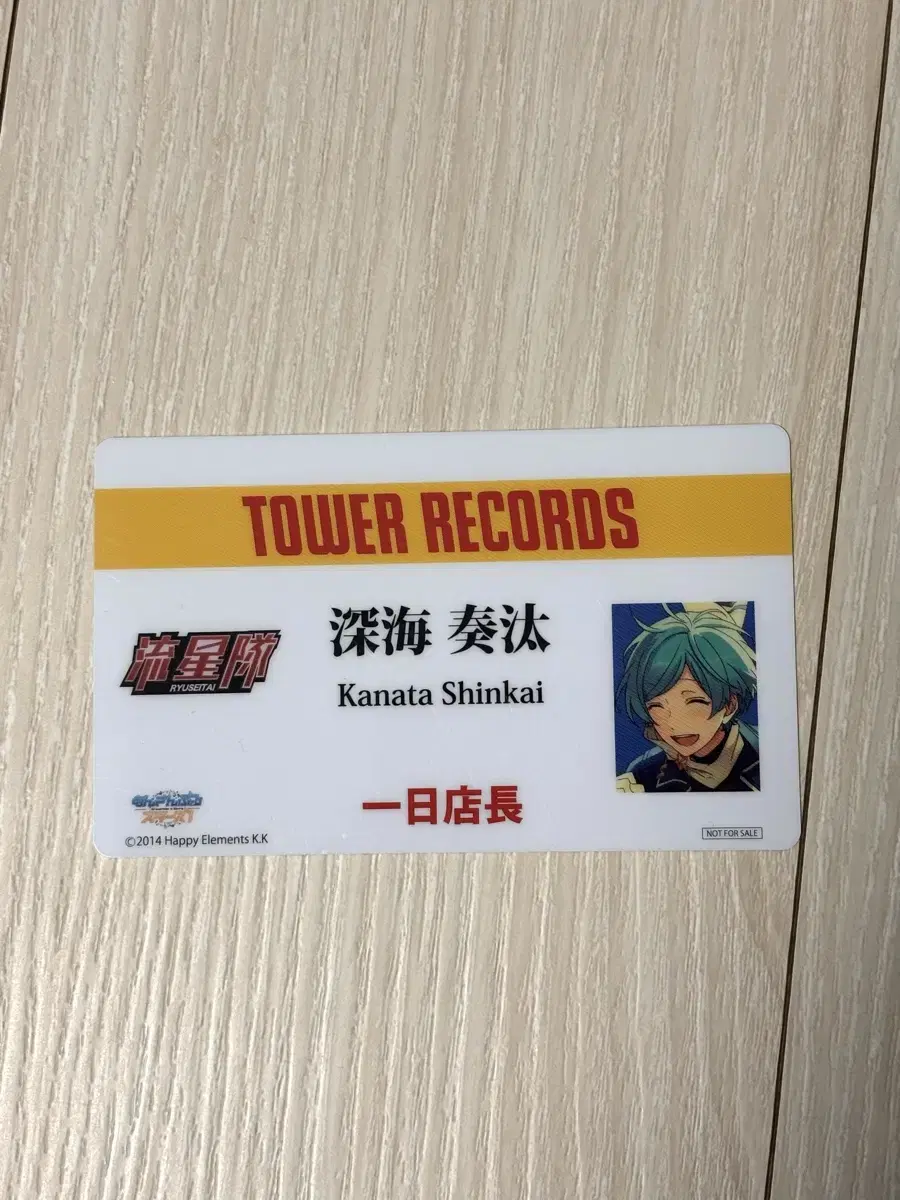 TOWER RECORDS
流星隊
RYUSEITAI
深海 奏汰
Kanata Shinkai
一日店長
©2014 Happy Elements K.K
NOT FOR SALE